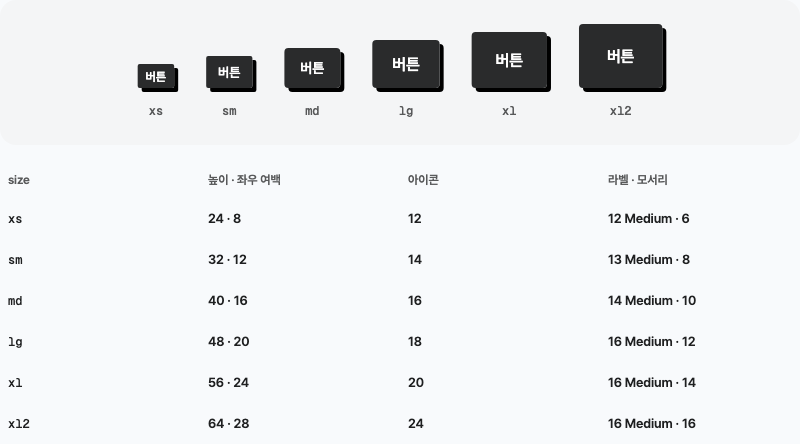 버튼 버튼 버튼 버튼 버튼 버튼
xs sm md lg xl xl2
size 높이 · 좌우 여백 아이콘 라벨 · 모서리
xs 24 · 8 12 12 Medium · 6
sm 32 · 12 14 13 Medium · 8
md 40 · 16 16 14 Medium · 10
lg 48 · 20 18 16 Medium · 12
xl 56 · 24 20 16 Medium · 14
xl2 64 · 28 24 16 Medium · 16